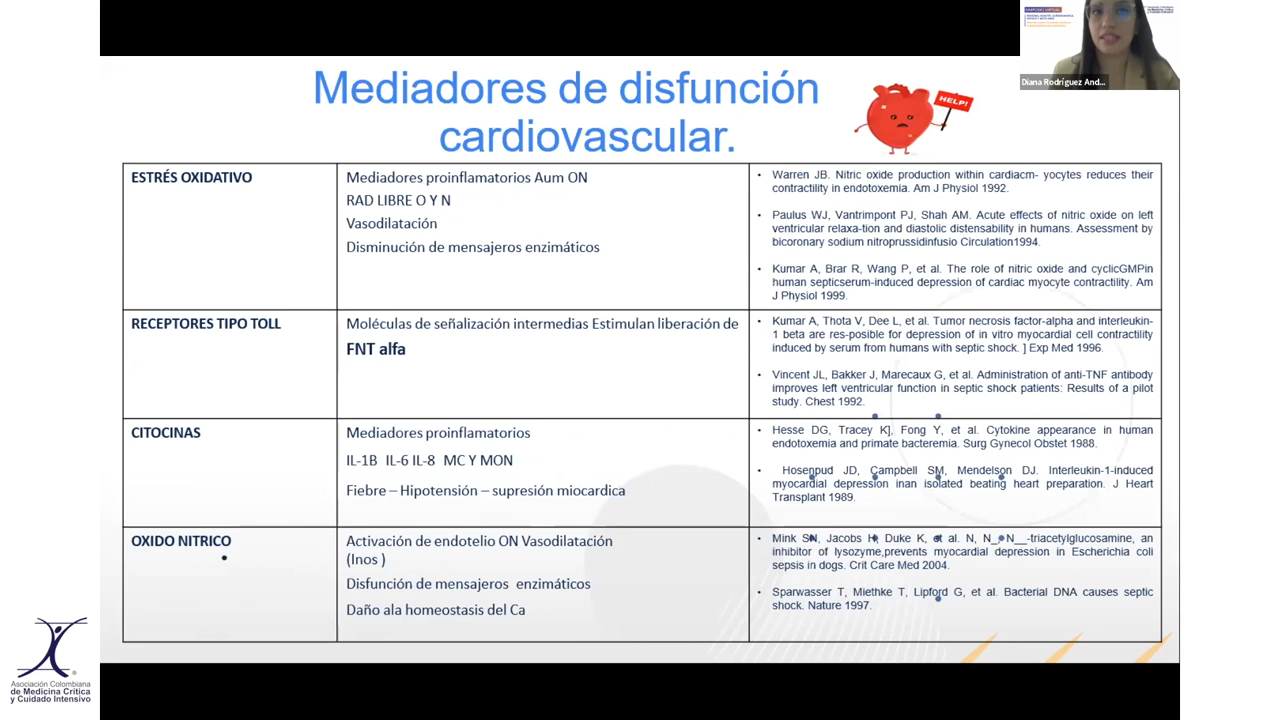 Mediadores de disfunción
cardiovascular.
HELP!
Diana Rodríguez And...
ESTRÉS OXIDATIVO
Mediadores proinflamatorios Aum ON
RAD LIBRE O Y N
Vasodilatación
Disminución de mensajeros enzimáticos
• Warren JB. Nitric oxide production within cardiacm- yocytes reduces their
contractility in endotoxemia. Am J Physiol 1992.
• Paulus WJ, Vantrimpont PJ, Shah AM. Acute effects of nitric oxide on left
ventricular relaxa-tion and diastolic distensability in humans. Assessment by
bicoronary sodium nitroprussidinfusio Circulation1994.
• Kumar A, Brar R, Wang P, et al. The role of nitric oxide and cyclicGMPin
human septicserum-induced depression of cardiac myocyte contractility. Am
J Physiol 1999.
RECEPTORES TIPO TOLL
Moléculas de señalización intermedias Estimulan liberación de
FNT alfa
• Kumar A, Thota V, Dee L, et al. Tumor necrosis factor-alpha and interleukin-
1 beta are res-posible for depression of in vitro myocardial cell contractility
induced by serum from humans with septic shock. ] Exp Med 1996.
• Vincent JL, Bakker J, Marecaux G, et al. Administration of anti-TNF antibody
improves left ventricular function in septic shock patients: Results of a pilot
study. Chest 1992.
CITOCINAS
Mediadores proinflamatorios
IL-1B IL-6 IL-8 MC Y MON
Fiebre – Hipotensión – supresión miocardica
• Hesse DG, Tracey K], Fong Y, et al. Cytokine appearance in human
endotoxemia and primate bacteremia. Surg Gynecol Obstet 1988.
• Hosenpud JD, Campbell SM, Mendelson DJ. Interleukin-1-induced
myocardial depression inan isolated beating heart preparation. J Heart
Transplant 1989.
OXIDO NITRICO
•
Activación de endotelio ON Vasodilatación
(Inos )
Disfunción de mensajeros enzimáticos
Daño ala homeostasis del Ca
• Mink SN, Jacobs H, Duke K, et al. N, N_, N__-triacetylglucosamine, an
inhibitor of lysozyme,prevents myocardial depression in Escherichia coli
sepsis in dogs. Crit Care Med 2004.
• Sparwasser T, Miethke T, Lipford G, et al. Bacterial DNA causes septic
shock. Nature 1997.
Asociación Colombiana
de Medicina Crítica
y Cuidado Intensivo